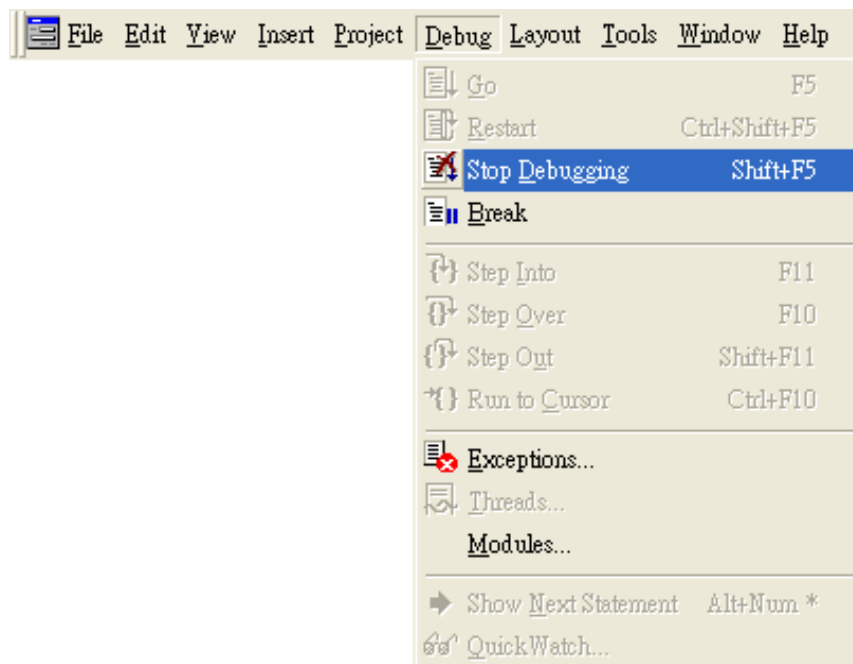 File Edit View Insert Project Debug Layout Tools Window Help
Go F5
Restart Ctrl+Shift+F5
Stop Debugging Shift+F5
Break
Step Into F11
Step Over F10
Step Out Shift+F11
Run to Cursor Ctrl+F10
Exceptions...
Threads...
Modules...
Show Next Statement Alt+Num *
QuickWatch...